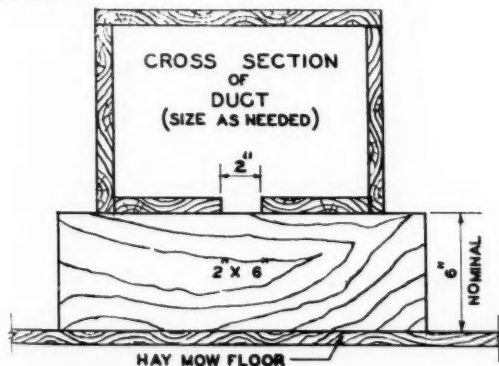 CROSS SECTION
OF
DUCT
(SIZE AS NEEDED)
2"
2" X 6"
6"
NOMINAL
HAY MOW FLOOR